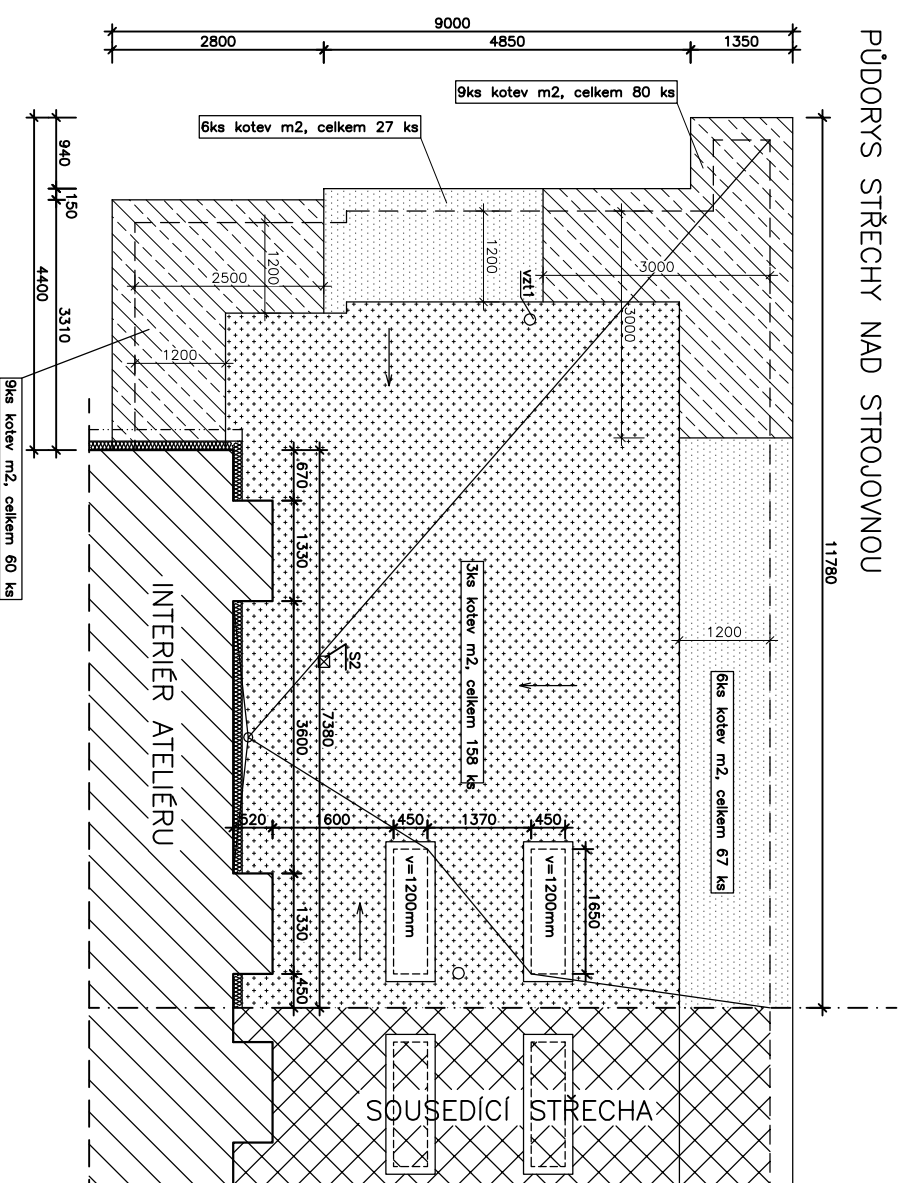 PŮDORYS STŘECHY NAD STROJOVNOU
9000
2800
4850
1350
9ks kotev m2, celkem 80 ks
6ks kotev m2, celkem 27 ks
940
150
4400
3310
1200
2500
1200
1200
3000
3000
vzt1
11780
1200
6ks kotev m2, celkem 67 ks
3ks kotev m2, celkem 158 ks
9ks kotev m2, celkem 60 ks
670
1330
3600
7380
1330
450
S2
520
600
450
1370
450
1650
v=1200mm
v=1200mm
INTERIÉR ATELIÉRU
SOUSEDÍCÍ STŘECHA